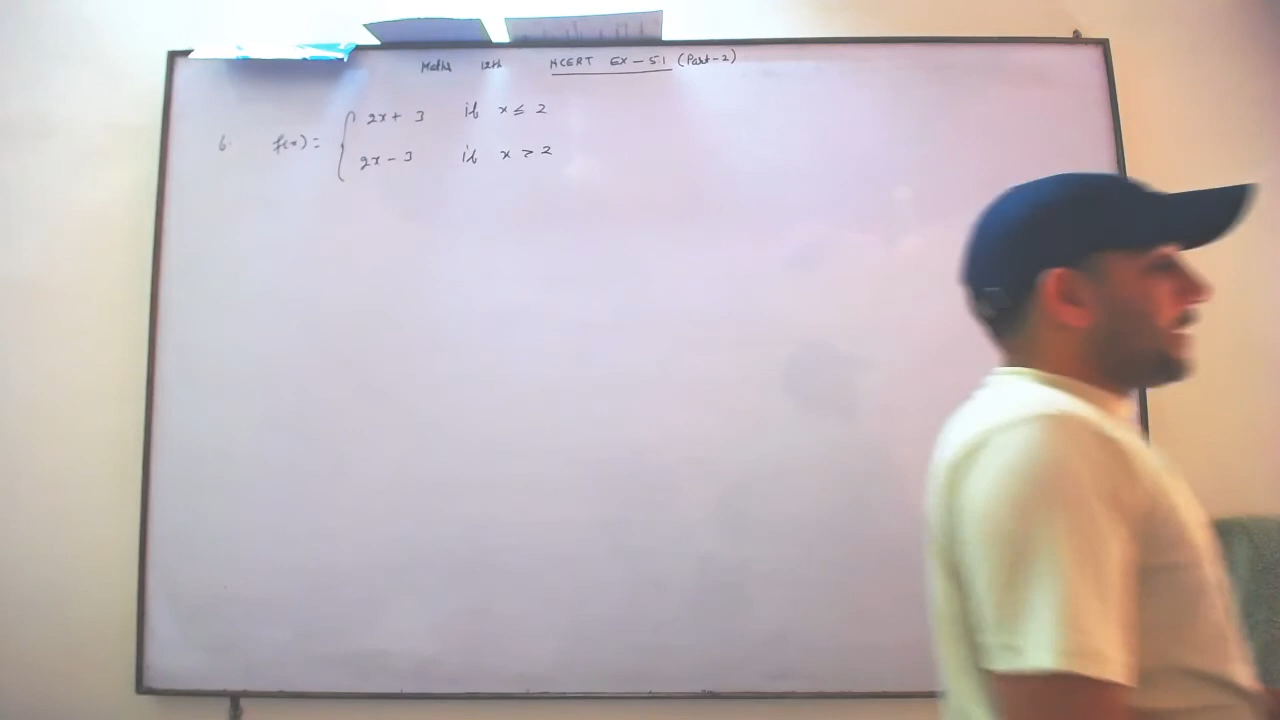 Maths 12th NCERT EX - 5.1 (Part-2)
6. f(x) = { 2x + 3 if x ≤ 2
2x - 3 if x > 2